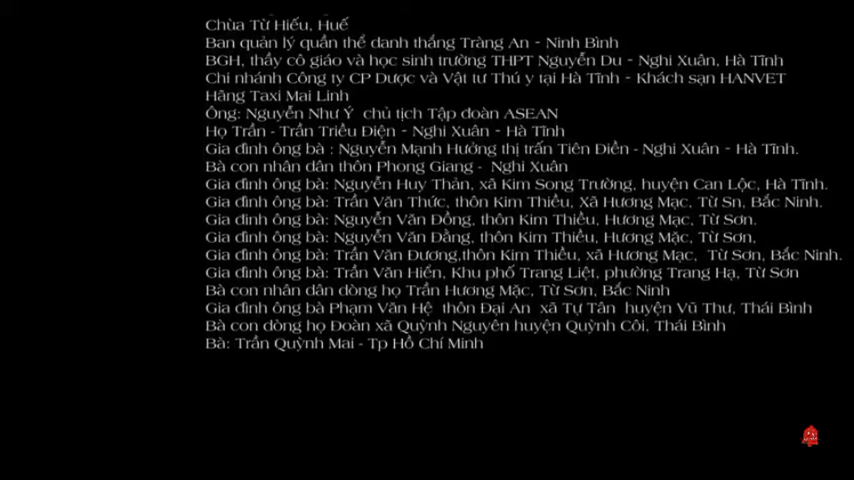 Chùa Từ Hiếu, Huế
Ban quản lý quần thể danh thắng Tràng An - Ninh Bình
BGH, thầy cô giáo và học sinh trường THPT Nguyễn Du - Nghi Xuân, Hà Tĩnh
Chi nhánh Công ty CP Dược và Vật tư Thú y tại Hà Tĩnh - Khách sạn HANVET
Hãng Taxi Mai Linh
Ông: Nguyễn Như Ý chủ tịch Tập đoàn ASEAN
Họ Trần - Trần Triều Điện - Nghi Xuân - Hà Tĩnh
Gia đình ông bà : Nguyễn Mạnh Hưởng thị trấn Tiên Điền - Nghi Xuân - Hà Tĩnh.
Bà con nhân dân thôn Phong Giang - Nghi Xuân
Gia đình ông bà: Nguyễn Huy Thản, xã Kim Song Trường, huyện Can Lộc, Hà Tĩnh.
Gia đình ông bà: Trần Văn Thức, thôn Kim Thiều, Xã Hương Mạc, Từ Sn, Bắc Ninh.
Gia đình ông bà: Nguyễn Văn Đồng, thôn Kim Thiều, Hương Mạc, Từ Sơn.
Gia đình ông bà: Nguyễn Văn Đằng, thôn Kim Thiều, Hương Mặc, Từ Sơn,
Gia đình ông bà: Trần Văn Đương,thôn Kim Thiều, xã Hương Mạc, Từ Sơn, Bắc Ninh.
Gia đình ông bà: Trần Văn Hiển, Khu phố Trang Liệt, phường Trang Hạ, Từ Sơn
Bà con nhân dân dòng họ Trần Hương Mặc, Từ Sơn, Bắc Ninh
Gia đình ông bà Phạm Văn Hệ thôn Đại An xã Tự Tân huyện Vũ Thư, Thái Bình
Bà con dòng họ Đoàn xã Quỳnh Nguyên huyện Quỳnh Côi, Thái Bình
Bà: Trần Quỳnh Mai - Tp Hồ Chí Minh